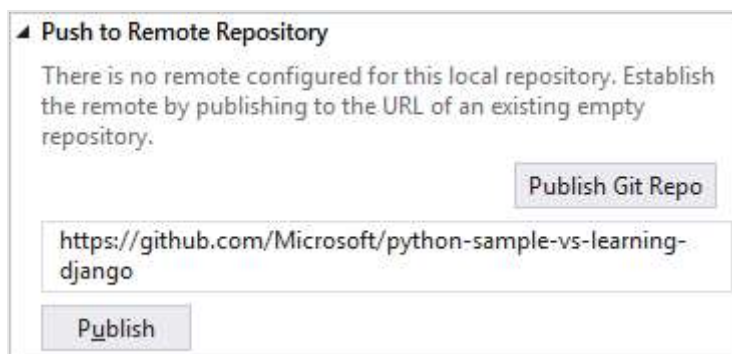 Push to Remote Repository
There is no remote configured for this local repository. Establish
the remote by publishing to the URL of an existing empty
repository.
Publish Git Repo
https://github.com/Microsoft/python-sample-vs-learning-
django
Publish